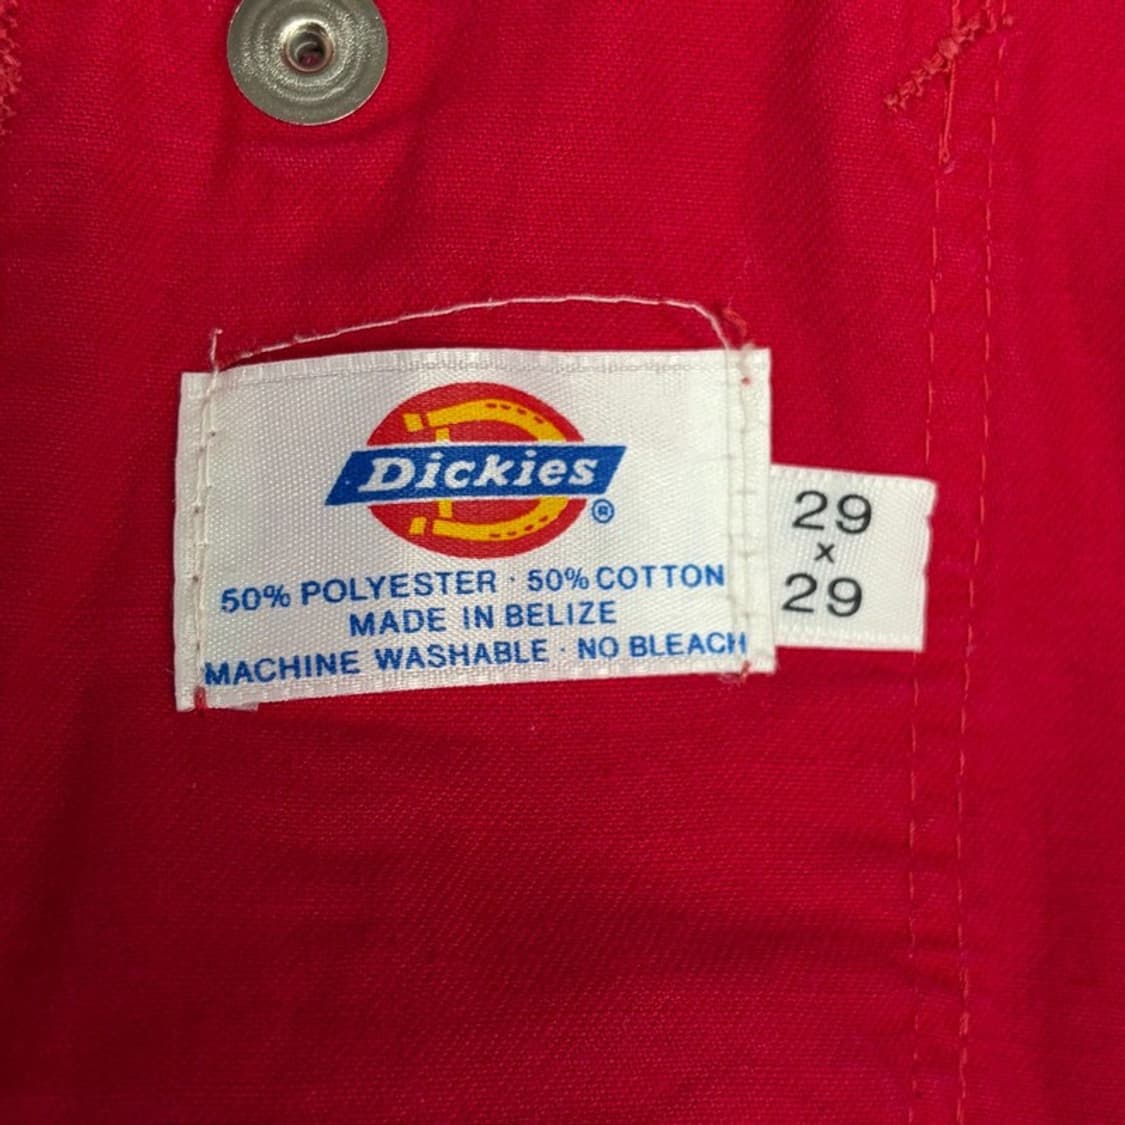 Dickies
®
50% POLYESTER · 50% COTTON
MADE IN BELIZE
MACHINE WASHABLE · NO BLEACH
29
x
29